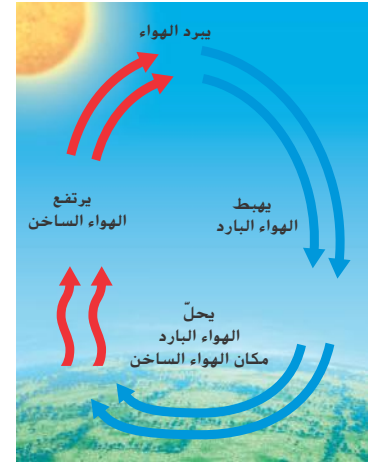 يبرد الهواء
يرتفع
الهواء الساخن
يهبط
الهواء البارد
يحلّ
الهواء البارد
مكان الهواء الساخن